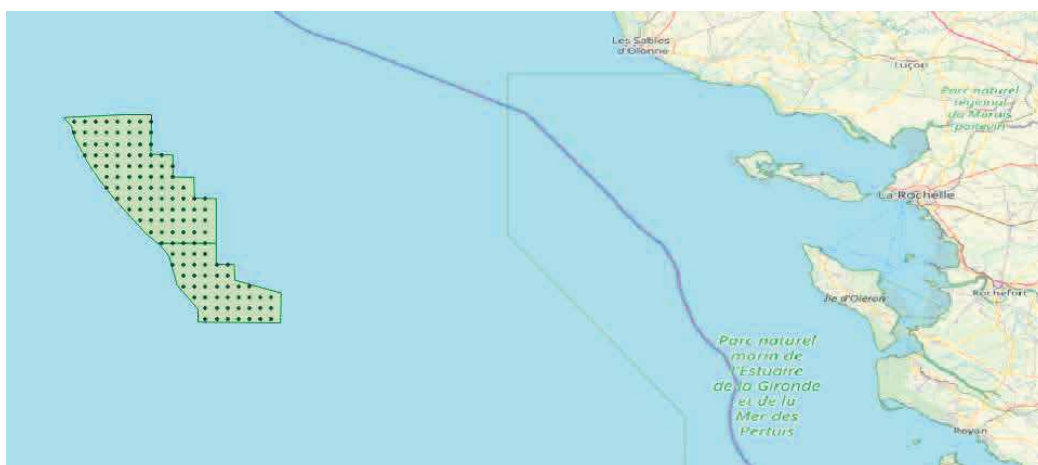 Les Sables
d'Olonne
Luçon
Parc naturel
régional
du Marais
poitevin
La Rochelle
Île d'Oléron
Rochefort
Parc naturel
marin de
l'Estuaire
de la Gironde
et de la
Mer des
Pertuis
Royan